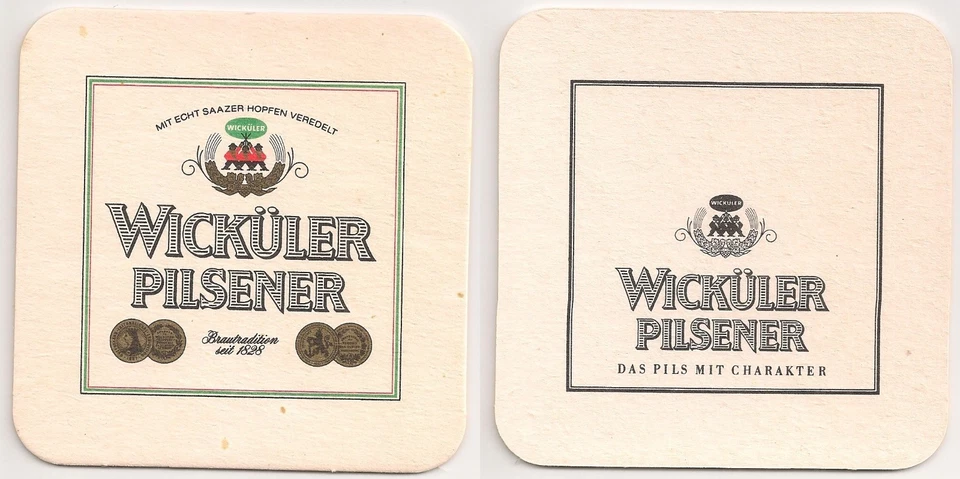 MIT ECHT SAAZER HOPFEN VEREDELT
WICKÜLER
WICKÜLER
PILSENER
Brautradition
seit 1828
WICKÜLER
WICKÜLER
PILSENER
DAS PILS MIT CHARAKTER